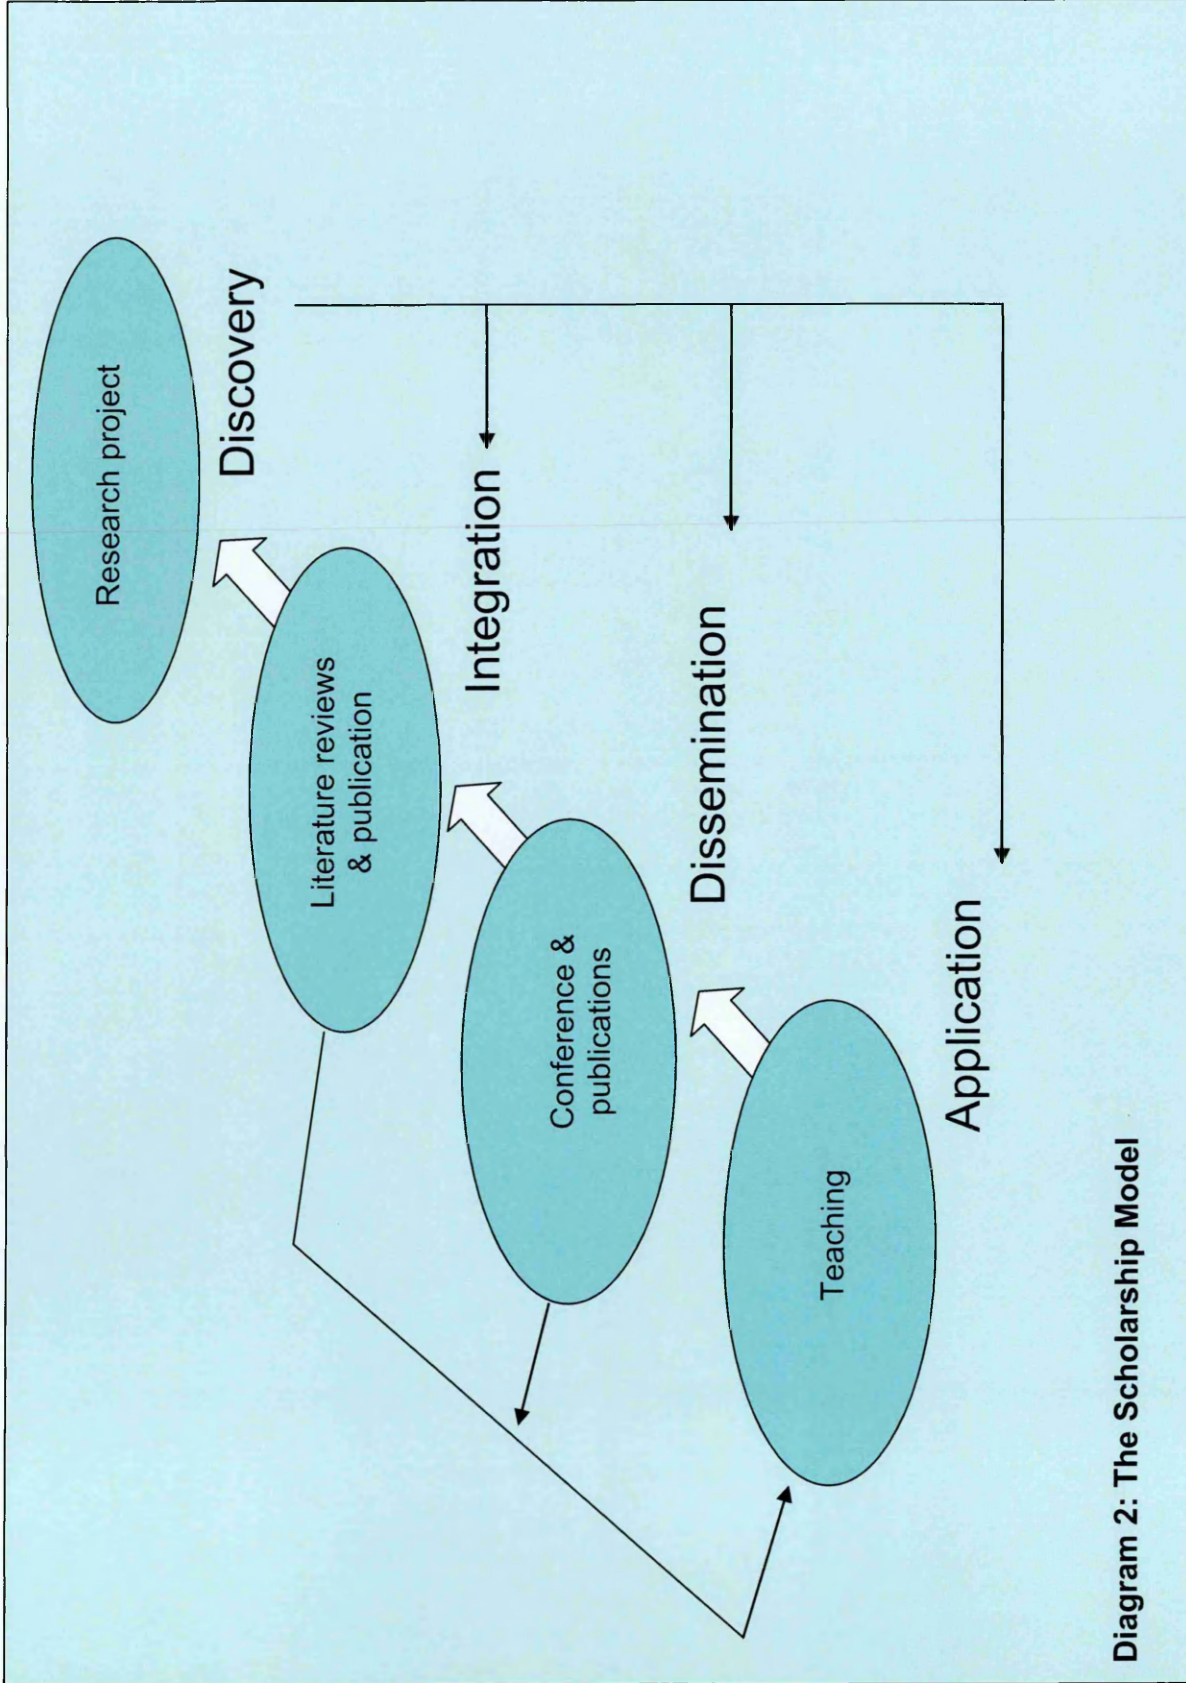 Research project
Discovery
Literature reviews
& publication
Integration
Conference &
publications
Dissemination
Teaching
Application
Diagram 2: The Scholarship Model